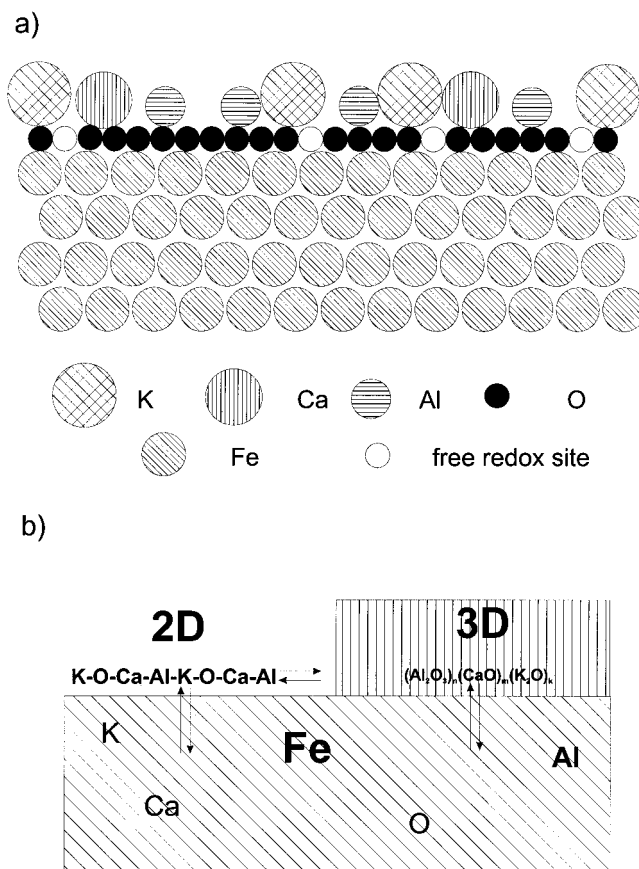 a)
K Ca Al O
Fe free redox site
b)
2D 3D
K-O-Ca-Al-K-O-Ca-Al (Al₂O₃)ₙ(CaO)ₘ(K₂O)ₖ
K Fe Al
Ca O